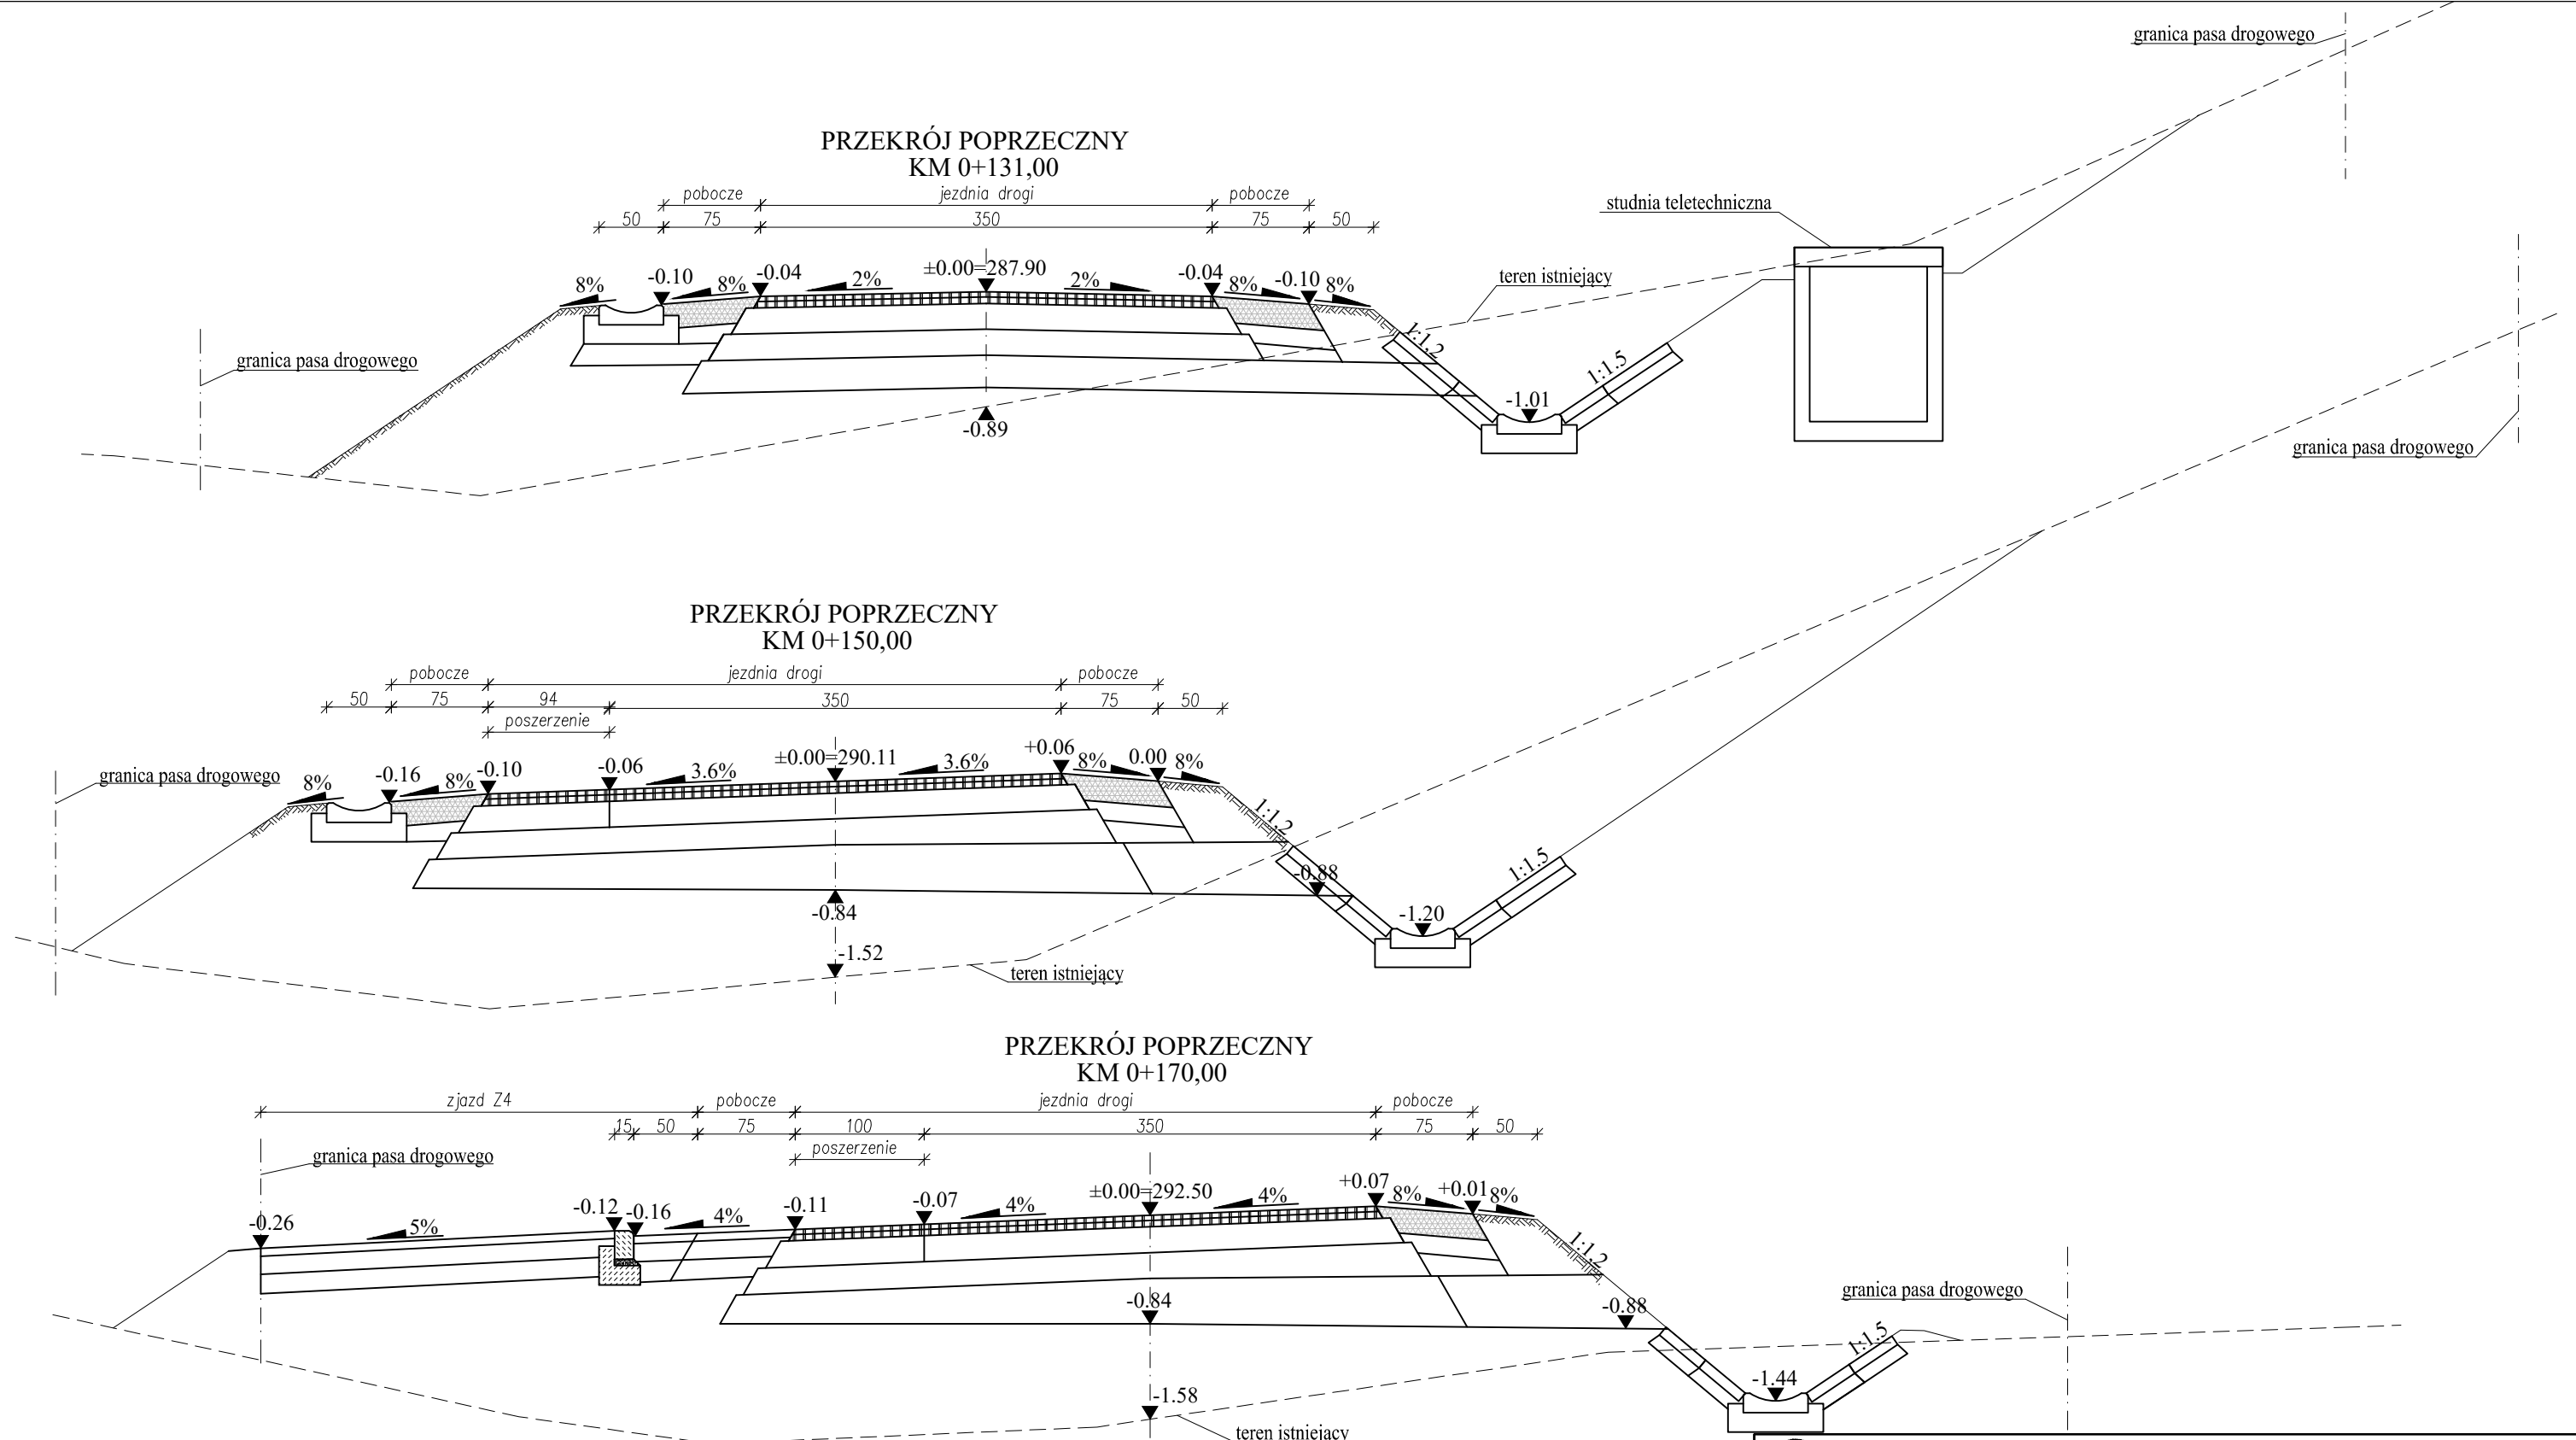 granica pasa drogowego
PRZEKRÓJ POPRZECZNY
KM 0+131,00
pobocze jezdnia drogi pobocze
50 75 350 75 50
studnia teletechniczna
8% -0.10 8% -0.04 2% ±0.00=287.90 2% -0.04 8% -0.10 8%
teren istniejący
1:1.2
1:1.5
granica pasa drogowego
-1.01
-0.89
granica pasa drogowego
PRZEKRÓJ POPRZECZNY
KM 0+150,00
pobocze jezdnia drogi pobocze
50 75 94 350 75 50
poszerzenie
granica pasa drogowego
8% -0.16 8% -0.10 -0.06 3.6% ±0.00=290.11 3.6% +0.06 8% 0.00 8%
1:1.2
1:1.5
-0.88
-0.84
-1.20
-1.52
teren istniejący
PRZEKRÓJ POPRZECZNY
KM 0+170,00
zjazd Z4 pobocze jezdnia drogi pobocze
15 50 75 100 350 75 50
poszerzenie
granica pasa drogowego
-0.26 5% -0.12 -0.16 4% -0.11 -0.07 4% ±0.00=292.50 4% +0.07 8% +0.01 8%
1:1.2
granica pasa drogowego
-0.84
-0.88
1:1.5
-1.44
-1.58
teren istniejący